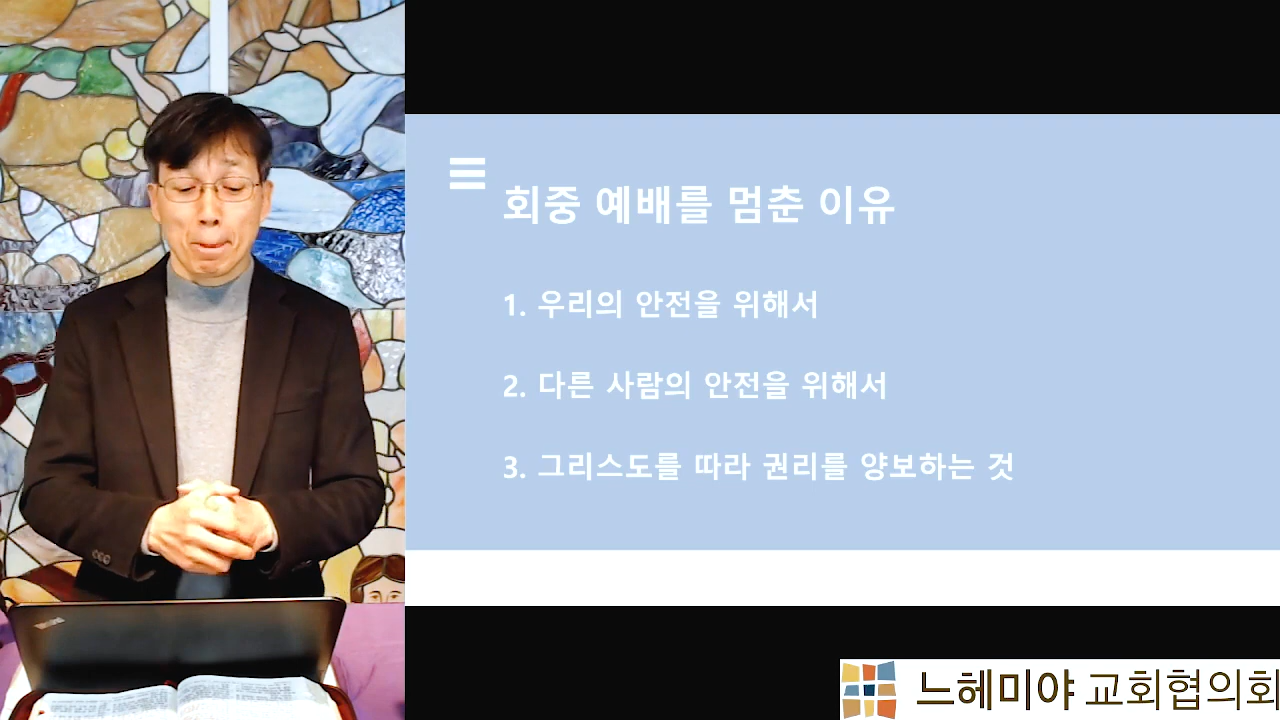 회중 예배를 멈춘 이유
1. 우리의 안전을 위해서
2. 다른 사람의 안전을 위해서
3. 그리스도를 따라 권리를 양보하는 것
느헤미야 교회협의회